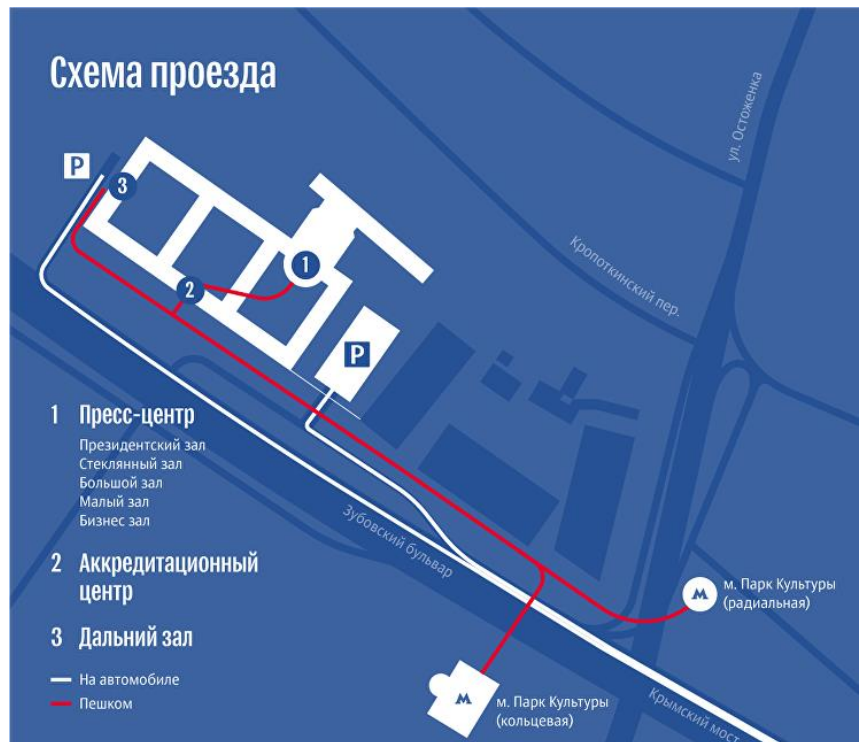 Схема проезда
ул. Остоженка
P
3
Кропоткинский пер.
1
2
P
1 Пресс-центр
Президентский зал
Стеклянный зал
Большой зал
Малый зал
Бизнес зал
Зубовский бульвар
2 Аккредитационный
центр
м. Парк Культуры
(радиальная)
3 Дальний зал
На автомобиле
Пешком
м. Парк Культуры
(кольцевая)
Крымский мост